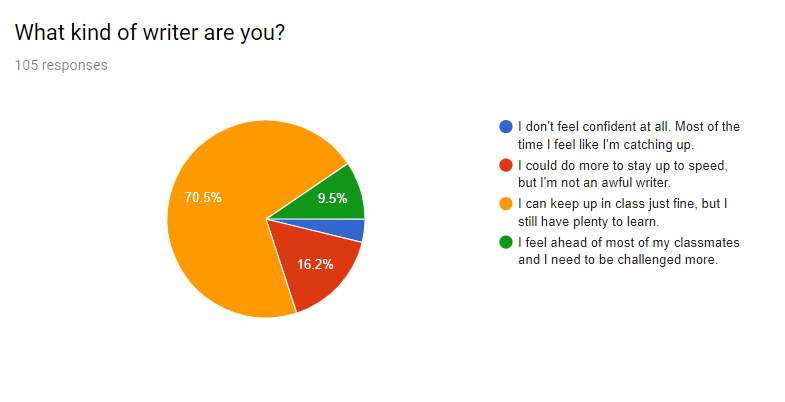 What kind of writer are you?
105 responses
70.5%
9.5%
16.2%
I don't feel confident at all. Most of the
time I feel like I'm catching up.
I could do more to stay up to speed,
but I'm not an awful writer.
I can keep up in class just fine, but I
still have plenty to learn.
I feel ahead of most of my classmates
and I need to be challenged more.